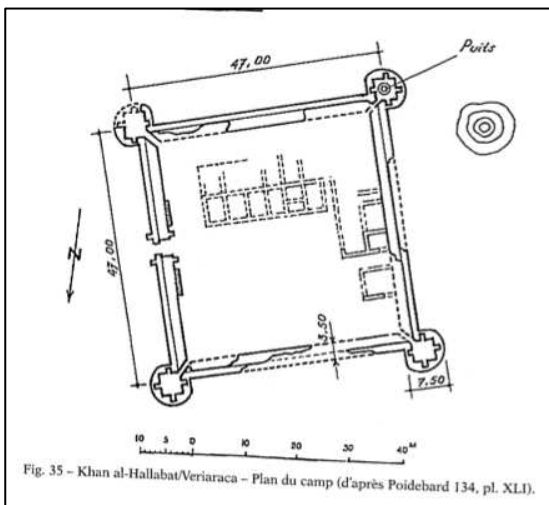 Puits
47,00
47,00
N
3,50
7.50
10 5 0 10 20 30 40 M
Fig. 35 – Khan al-Hallabat/Veriaraca – Plan du camp (d'après Poidebard 134, pl. XLI).